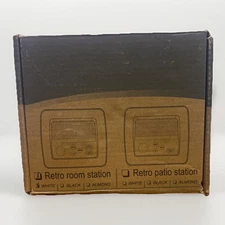 Retro room station
Retro patio station
WHITE BLACK ALMOND
WHITE BLACK ALMOND